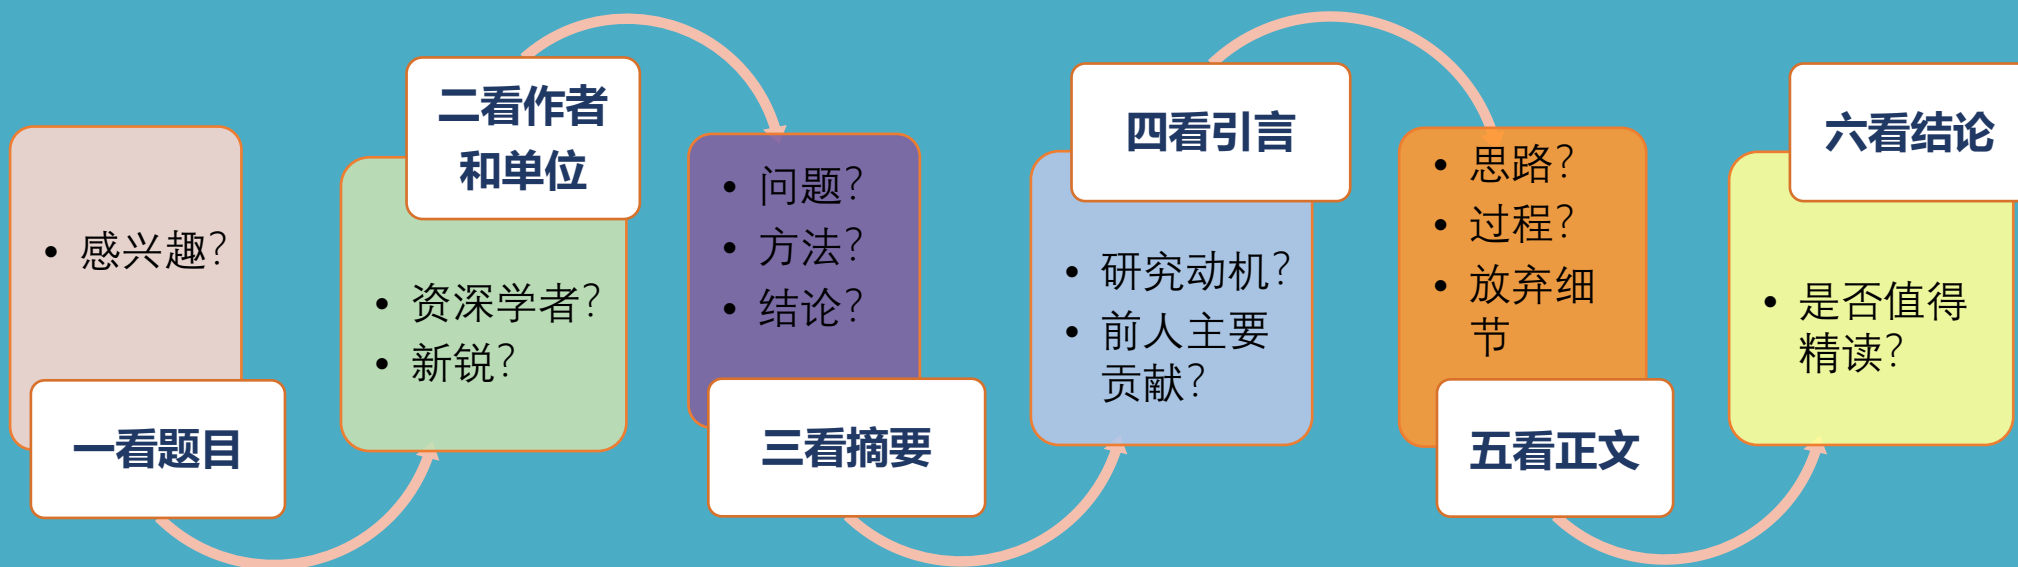 感兴趣?
一看题目
二看作者
和单位
• 资深学者?
• 新锐?
• 问题?
• 方法?
• 结论?
三看摘要
四看引言
• 研究动机?
• 前人主要
贡献?
• 思路?
• 过程?
• 放弃细
节
五看正文
六看结论
• 是否值得
精读?